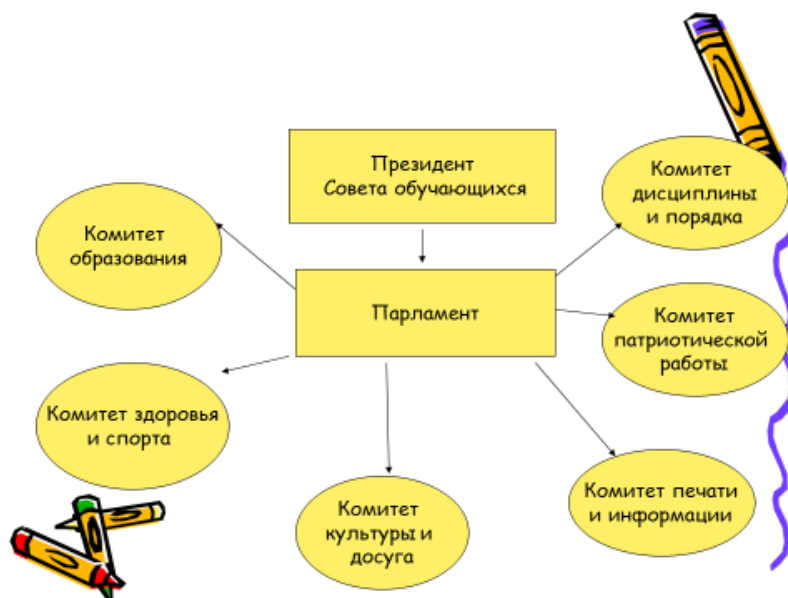 Президент
Совета обучающихся
Комитет
дисциплины
и порядка
Комитет
образования
Парламент
Комитет
патриотической
работы
Комитет здоровья
и спорта
Комитет
культуры и
досуга
Комитет печати
и информации